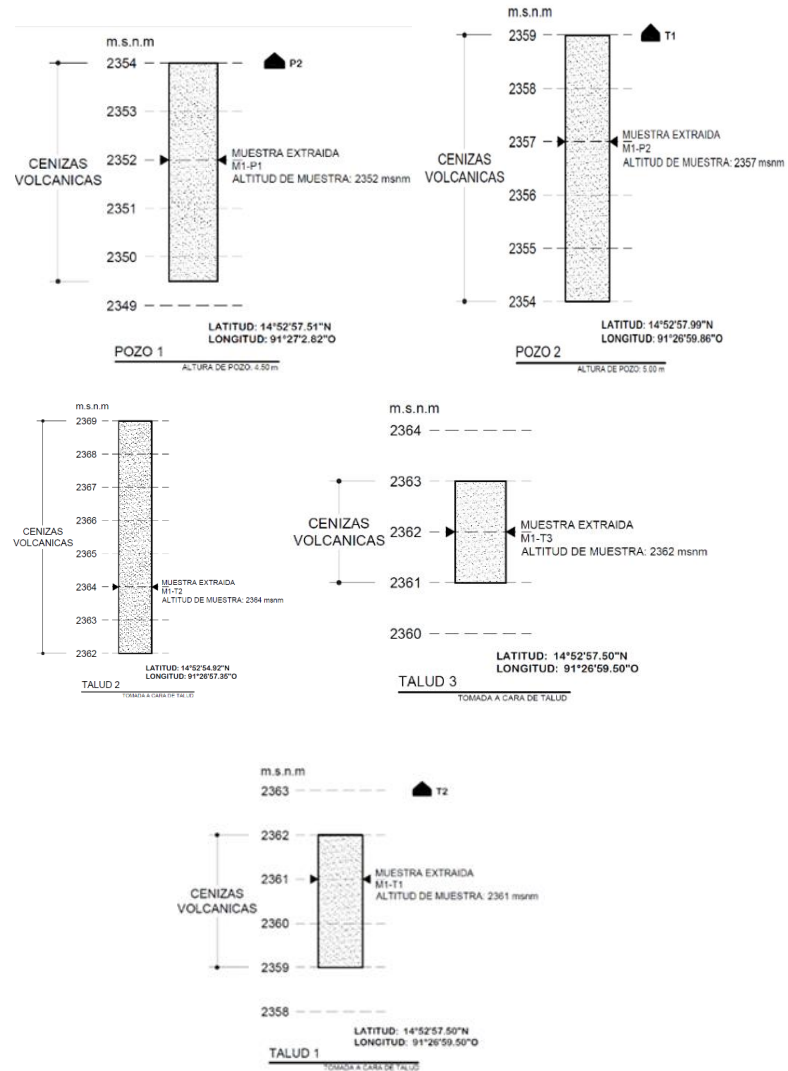 m.s.n.m
2354
P2
2353
CENIZAS
VOLCANICAS
2352
MUESTRA EXTRAIDA
M1-P1
ALTITUD DE MUESTRA: 2352 msnm
2351
2350
2349
LATITUD: 14°52'57.51"N
LONGITUD: 91°27'2.82"O
POZO 1
ALTURA DE POZO: 4.50 m
m.s.n.m
2359
T1
2358
2357
MUESTRA EXTRAIDA
M1-P2
ALTITUD DE MUESTRA: 2357 msnm
CENIZAS
VOLCANICAS
2356
2355
2354
LATITUD: 14°52'57.99"N
LONGITUD: 91°26'59.86"O
POZO 2
ALTURA DE POZO: 5.00 m
m.s.n.m
2369
2368
2367
2366
CENIZAS
VOLCANICAS
2365
2364
MUESTRA EXTRAIDA
M1-T2
ALTITUD DE MUESTRA: 2364 msnm
2363
2362
LATITUD: 14°52'54.92"N
LONGITUD: 91°26'57.35"O
TALUD 2
TOMADA A CARA DE TALUD
m.s.n.m
2364
2363
CENIZAS
VOLCANICAS
2362
MUESTRA EXTRAIDA
M1-T3
ALTITUD DE MUESTRA: 2362 msnm
2361
2360
LATITUD: 14°52'57.50"N
LONGITUD: 91°26'59.50"O
TALUD 3
TOMADA A CARA DE TALUD
m.s.n.m
2363
T2
2362
2361
MUESTRA EXTRAIDA
M1-T1
ALTITUD DE MUESTRA: 2361 msnm
CENIZAS
VOLCANICAS
2360
2359
2358
LATITUD: 14°52'57.50"N
LONGITUD: 91°26'59.50"O
TALUD 1
TOMADA A CARA DE TALUD